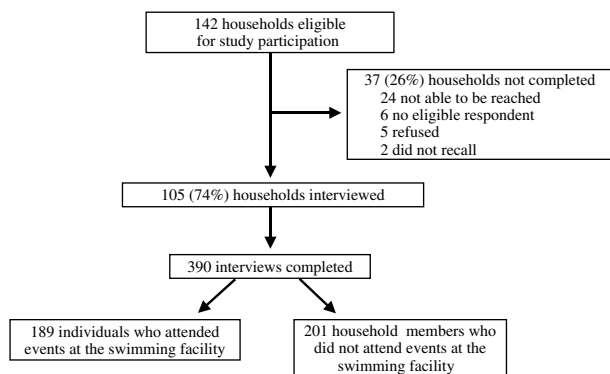 142 households eligible
for study participation
37 (26%) households not completed
24 not able to be reached
6 no eligible respondent
5 refused
2 did not recall
105 (74%) households interviewed
390 interviews completed
189 individuals who attended
events at the swimming facility
201 household members who
did not attend events at the
swimming facility